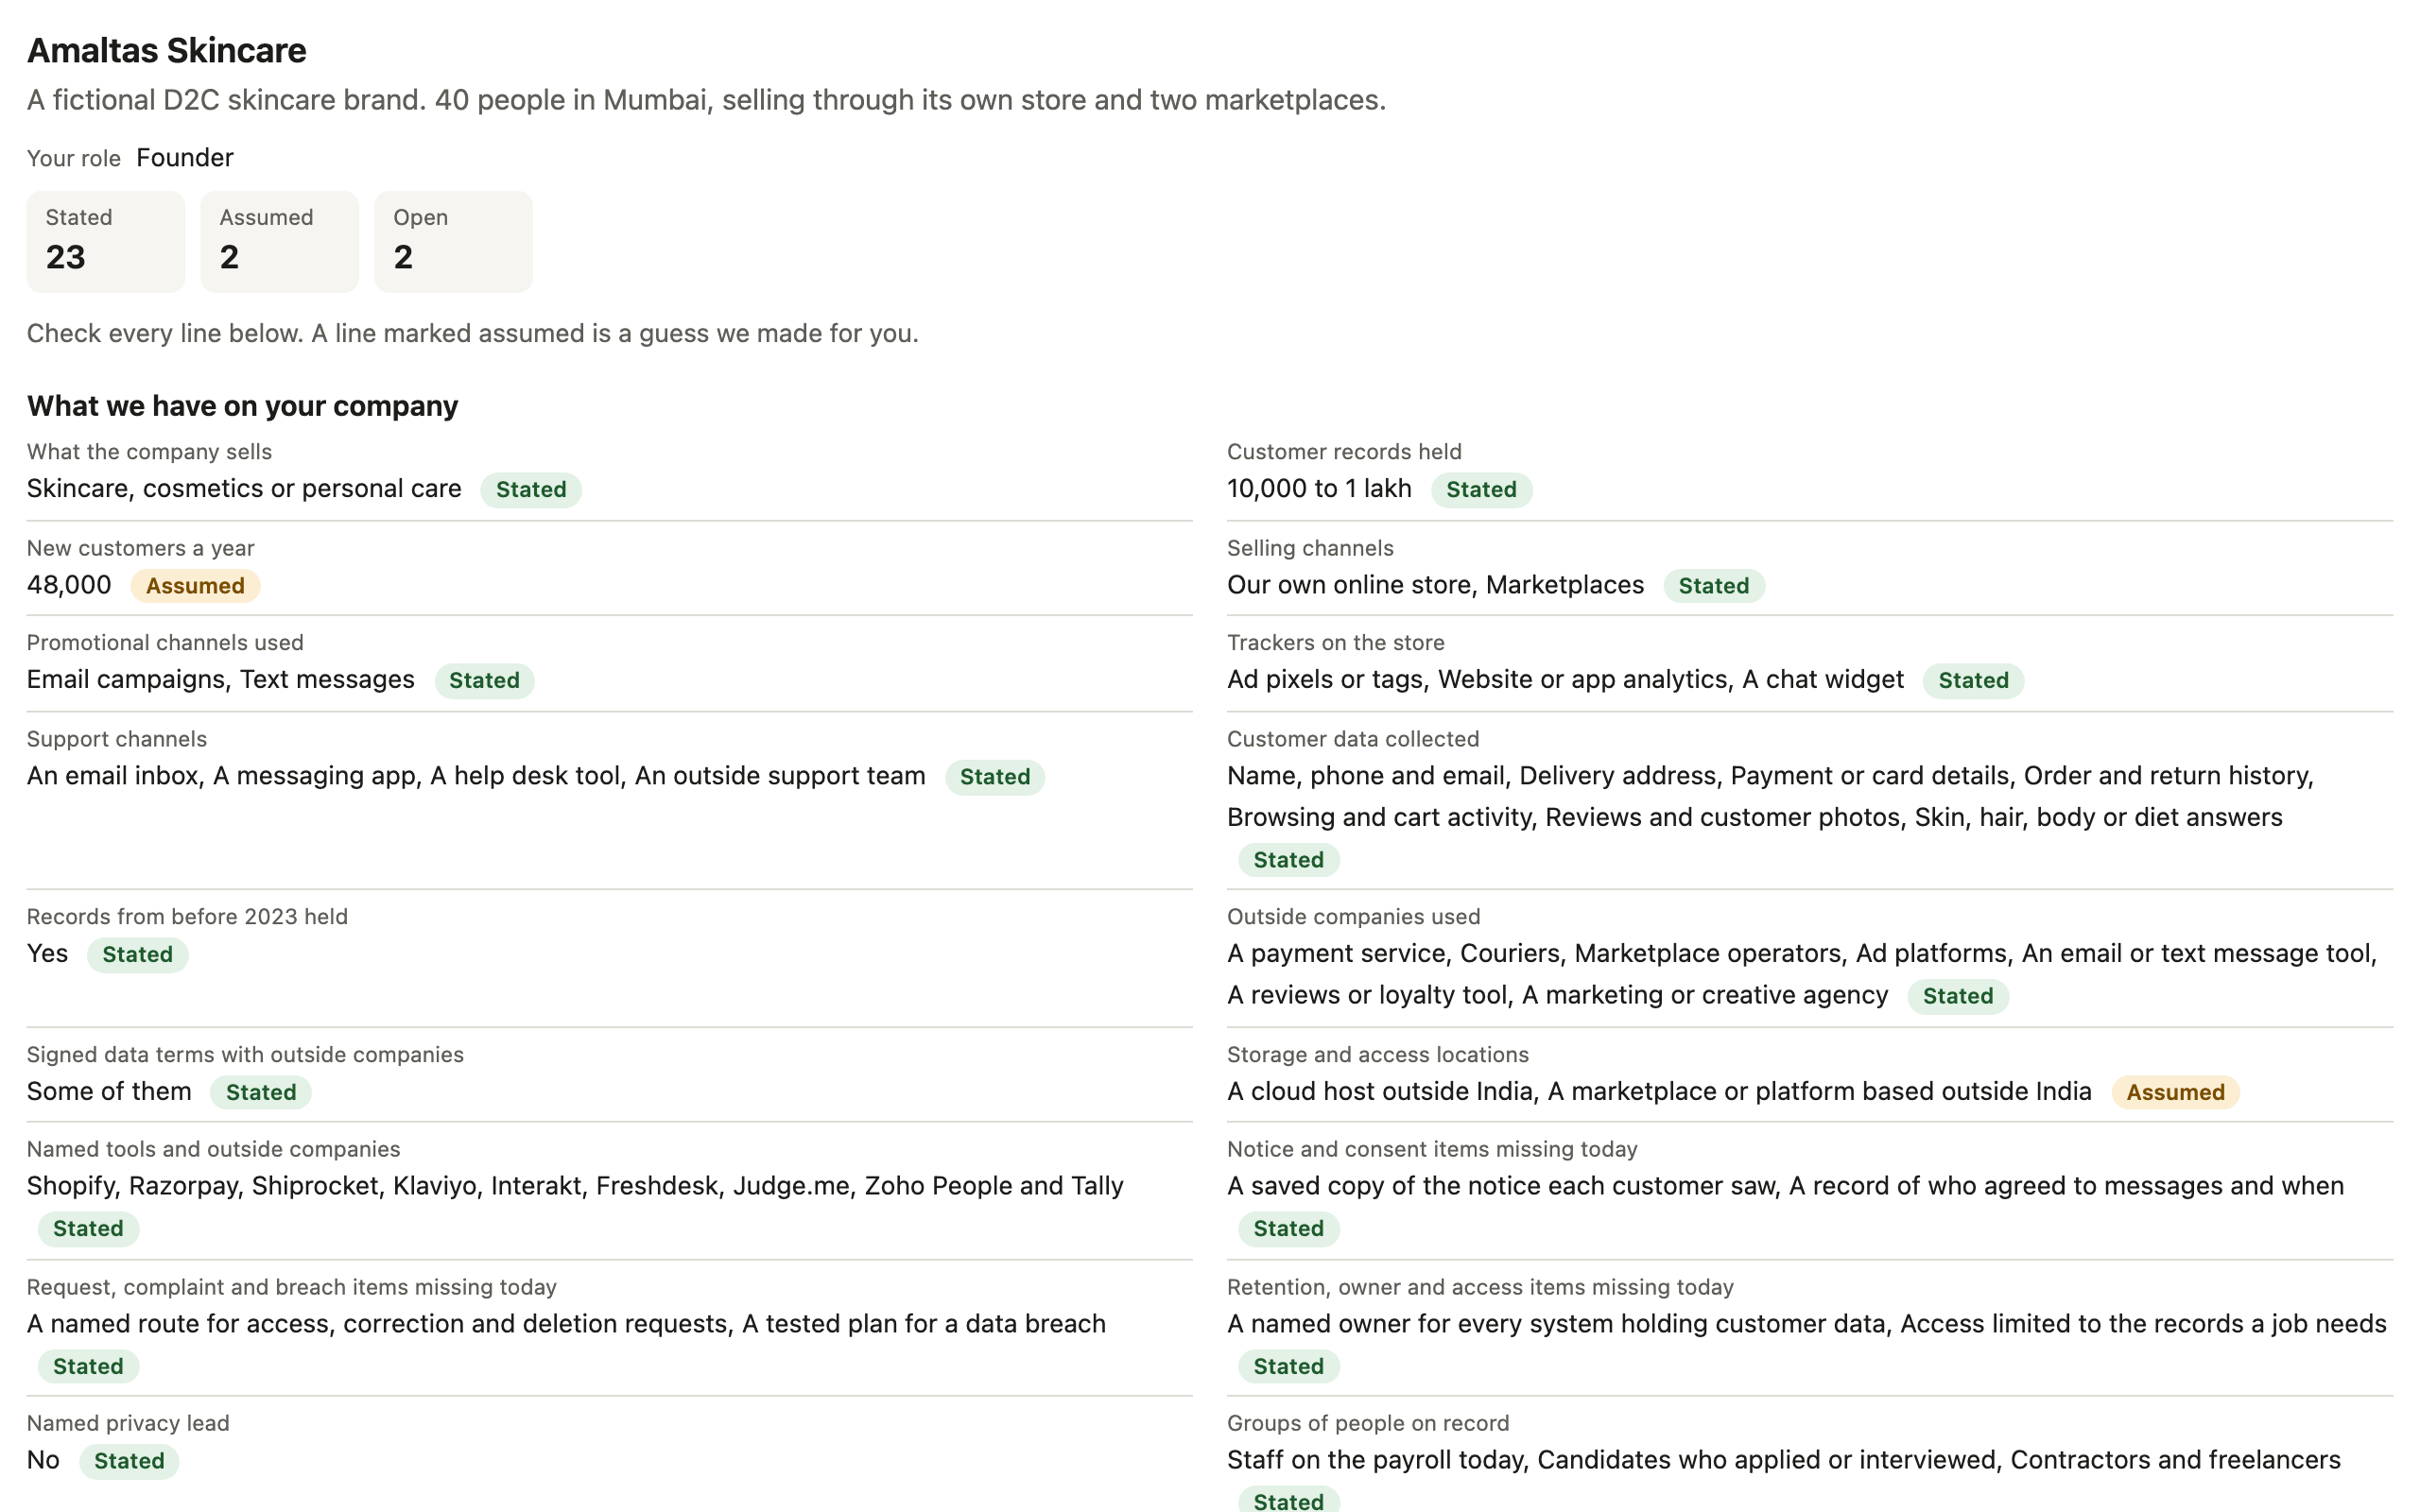 Amaltas Skincare
A fictional D2C skincare brand. 40 people in Mumbai, selling through its own store and two marketplaces.
Your role Founder
Stated Assumed Open
23 2 2
Check every line below. A line marked assumed is a guess we made for you.
What we have on your company
What the company sells
Skincare, cosmetics or personal care Stated
Customer records held
10,000 to 1 lakh Stated
New customers a year
48,000 Assumed
Selling channels
Our own online store, Marketplaces Stated
Promotional channels used
Email campaigns, Text messages Stated
Trackers on the store
Ad pixels or tags, Website or app analytics, A chat widget Stated
Support channels
An email inbox, A messaging app, A help desk tool, An outside support team Stated
Customer data collected
Name, phone and email, Delivery address, Payment or card details, Order and return history,
Browsing and cart activity, Reviews and customer photos, Skin, hair, body or diet answers
Stated
Records from before 2023 held
Yes Stated
Outside companies used
A payment service, Couriers, Marketplace operators, Ad platforms, An email or text message tool,
A reviews or loyalty tool, A marketing or creative agency Stated
Signed data terms with outside companies
Some of them Stated
Storage and access locations
A cloud host outside India, A marketplace or platform based outside India Assumed
Named tools and outside companies
Shopify, Razorpay, Shiprocket, Klaviyo, Interakt, Freshdesk, Judge.me, Zoho People and Tally
Stated
Notice and consent items missing today
A saved copy of the notice each customer saw, A record of who agreed to messages and when
Stated
Request, complaint and breach items missing today
A named route for access, correction and deletion requests, A tested plan for a data breach
Stated
Retention, owner and access items missing today
A named owner for every system holding customer data, Access limited to the records a job needs
Stated
Named privacy lead
No Stated
Groups of people on record
Staff on the payroll today, Candidates who applied or interviewed, Contractors and freelancers
Stated